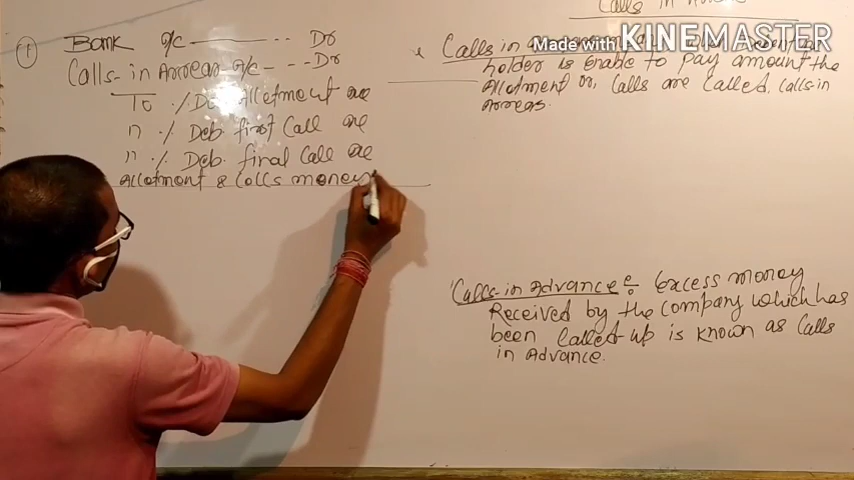 Calls in
Made with KINEMASTER
(1) Bank a/c ---- Dr
Calls-in Arrear a/c - -- Dr
To % Deb Allotment a/c
" % Deb. first Call a/c
" % Deb. final Call a/c
Allotment & Calls money
Calls in
holder is enable to pay amount the
Allotment or, Calls are Called, Calls in
Arrears.
Calls-in Advance: excess money
Received by the Company which has
been Called-up is known as Calls
in Advance.